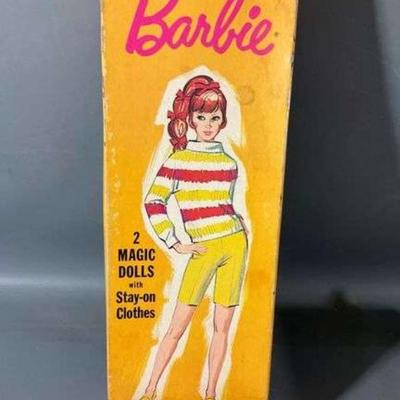 Barbie
2
MAGIC
DOLLS
with
Stay-on
Clothes